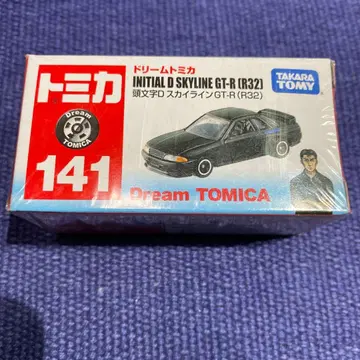 トミカ
Dream
TOMICA
141
ドリームトミカ
INITIAL D SKYLINE GT-R (R32)
頭文字D スカイラインGT-R (R32)
TAKARA
TOMY
Dream TOMICA